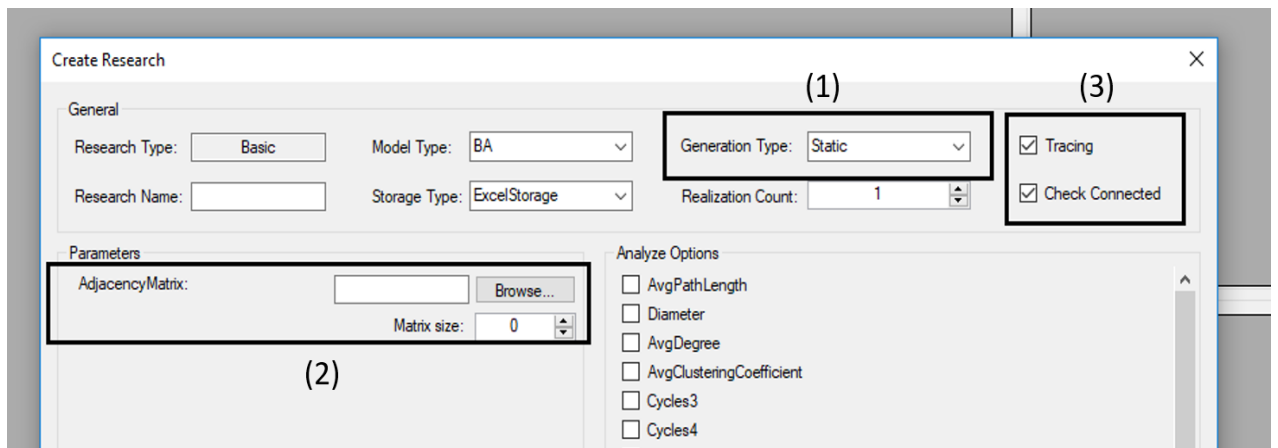 Create Research
(1)
(3)
General
Research Type: Basic Model Type: BA Generation Type: Static Tracing
Research Name: Storage Type: ExcelStorage Realization Count: 1 Check Connected
Parameters
AdjacencyMatrix: Browse...
Matrix size: 0
(2)
Analyze Options
AvgPathLength
Diameter
AvgDegree
AvgClusteringCoefficient
Cycles3
Cycles4